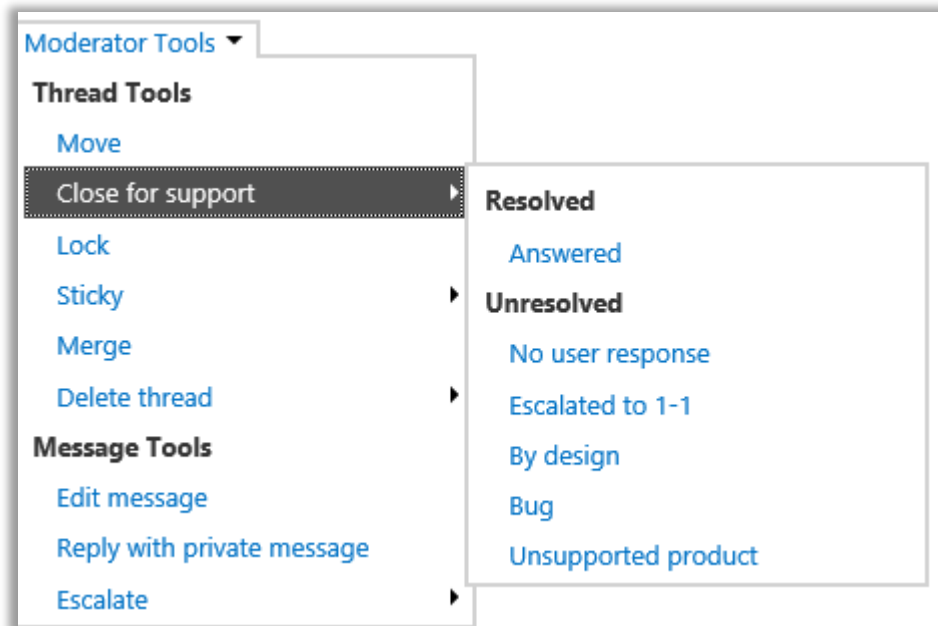 Moderator Tools
Thread Tools
Move
Close for support
Lock
Sticky
Merge
Delete thread
Message Tools
Edit message
Reply with private message
Escalate
Resolved
Answered
Unresolved
No user response
Escalated to 1-1
By design
Bug
Unsupported product